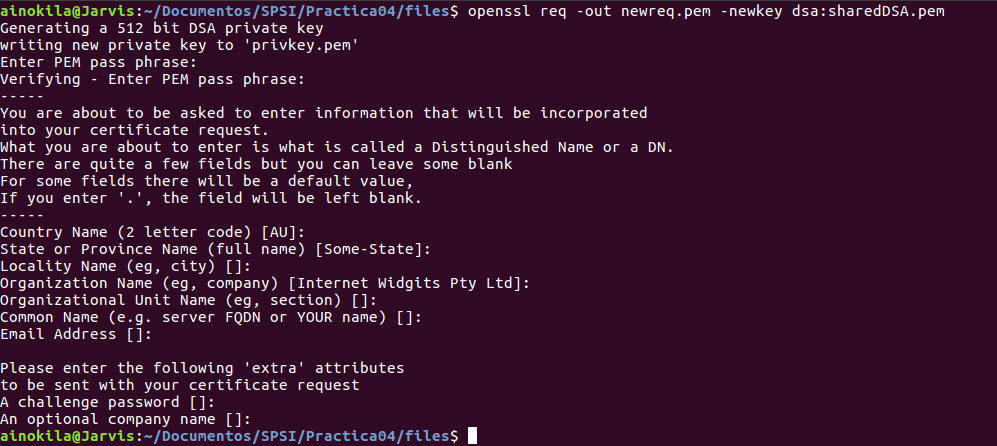 ainokila@Jarvis:~/Documentos/SPSI/Practica04/files$ openssl req -out newreq.pem -newkey dsa:sharedDSA.pem
Generating a 512 bit DSA private key
writing new private key to 'privkey.pem'
Enter PEM pass phrase:
Verifying - Enter PEM pass phrase:
-----
You are about to be asked to enter information that will be incorporated
into your certificate request.
What you are about to enter is what is called a Distinguished Name or a DN.
There are quite a few fields but you can leave some blank
For some fields there will be a default value,
If you enter '.', the field will be left blank.
-----
Country Name (2 letter code) [AU]:
State or Province Name (full name) [Some-State]:
Locality Name (eg, city) []:
Organization Name (eg, company) [Internet Widgits Pty Ltd]:
Organizational Unit Name (eg, section) []:
Common Name (e.g. server FQDN or YOUR name) []:
Email Address []:

Please enter the following 'extra' attributes
to be sent with your certificate request
A challenge password []:
An optional company name []:
ainokila@Jarvis:~/Documentos/SPSI/Practica04/files$